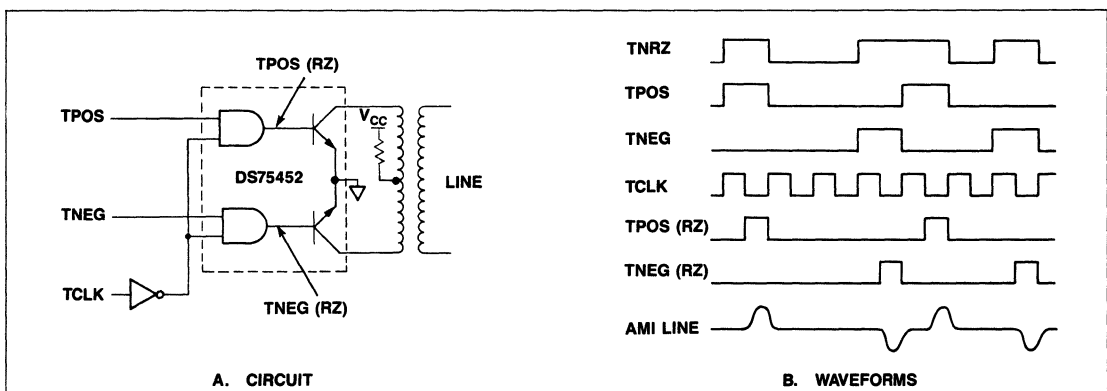 TPOS (RZ)
TPOS
V_CC
DS75452
LINE
TNEG
TCLK
TNEG (RZ)
A. CIRCUIT
TNRZ
TPOS
TNEG
TCLK
TPOS (RZ)
TNEG (RZ)
AMI LINE
B. WAVEFORMS